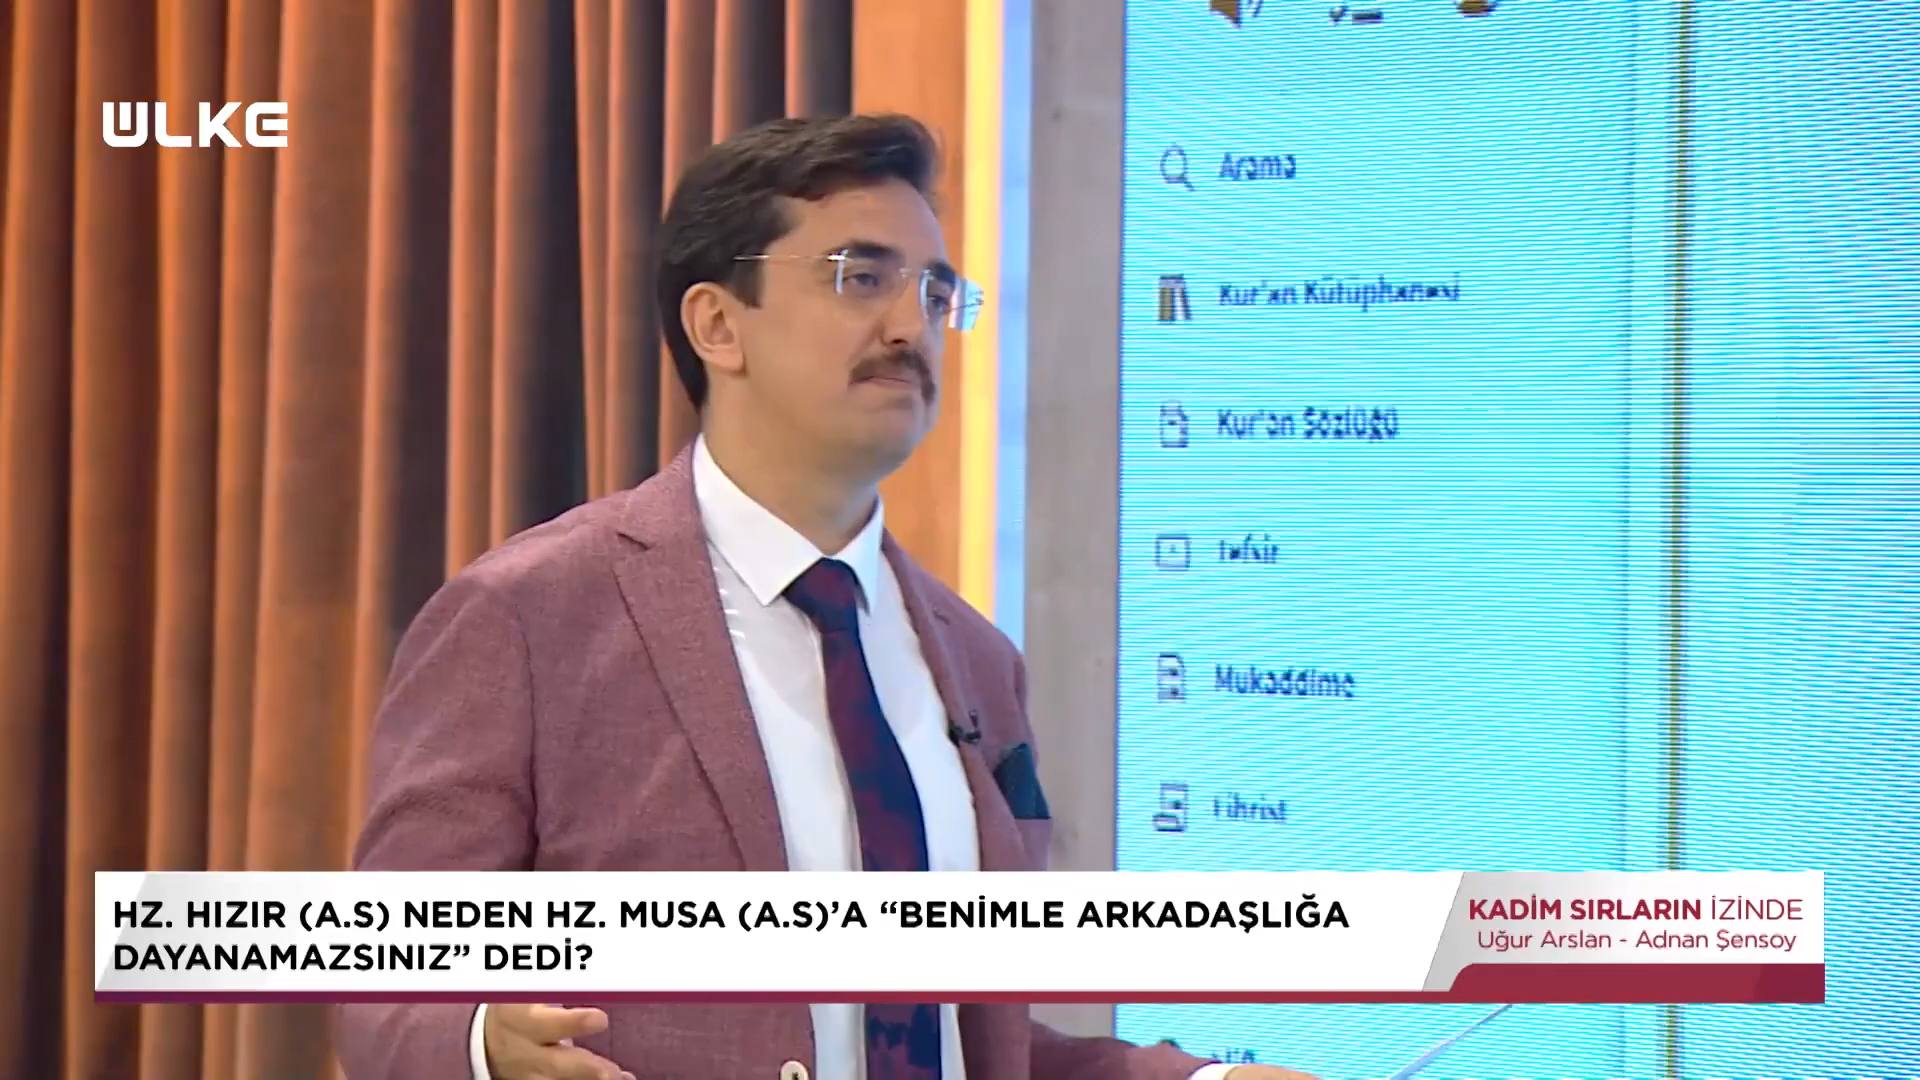 ÜLKE
Arama
Kur'an Kütüphanesi
Kur'an Sözlüğü
Tefsir
Mukaddime
Fihrist
HZ. HIZIR (A.S) NEDEN HZ. MUSA (A.S)’A “BENİMLE ARKADAŞLIĞA
DAYANAMAZSINIZ” DEDİ?
KADİM SIRLARIN İZİNDE
Uğur Arslan - Adnan Şensoy